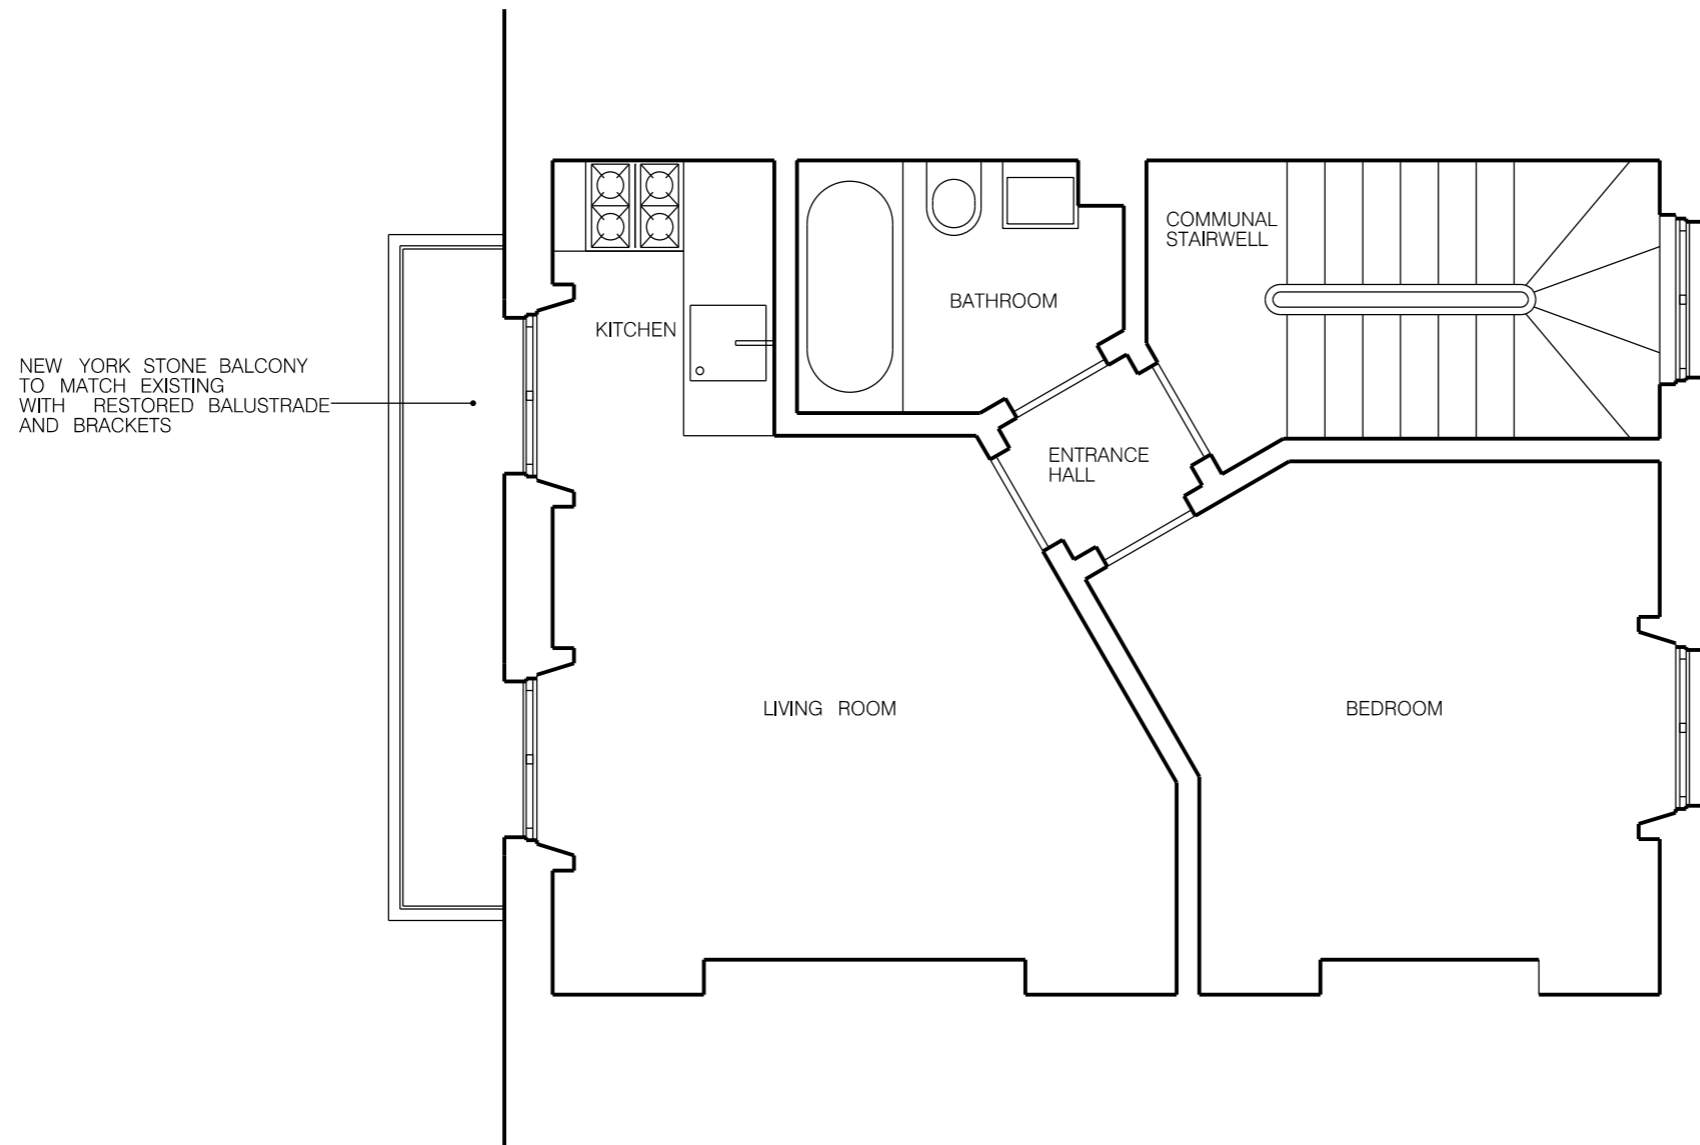 COMMUNAL
STAIRWELL
BATHROOM
KITCHEN
NEW YORK STONE BALCONY
TO MATCH EXISTING
WITH RESTORED BALUSTRADE
AND BRACKETS
ENTRANCE
HALL
LIVING ROOM
BEDROOM